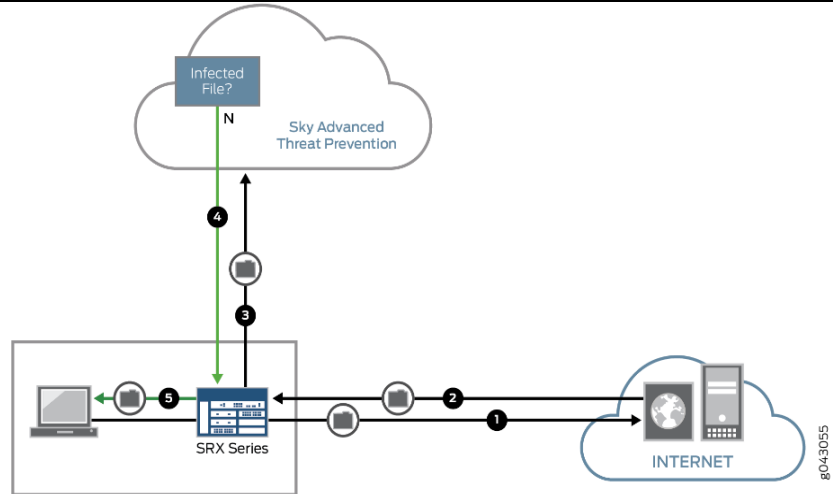 Infected
File?
N
Sky Advanced
Threat Prevention
4
3
5
2
1
SRX Series
INTERNET
g043055